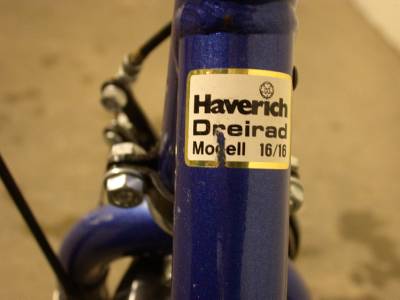 Haverich
Dreirad
Modell 16/16